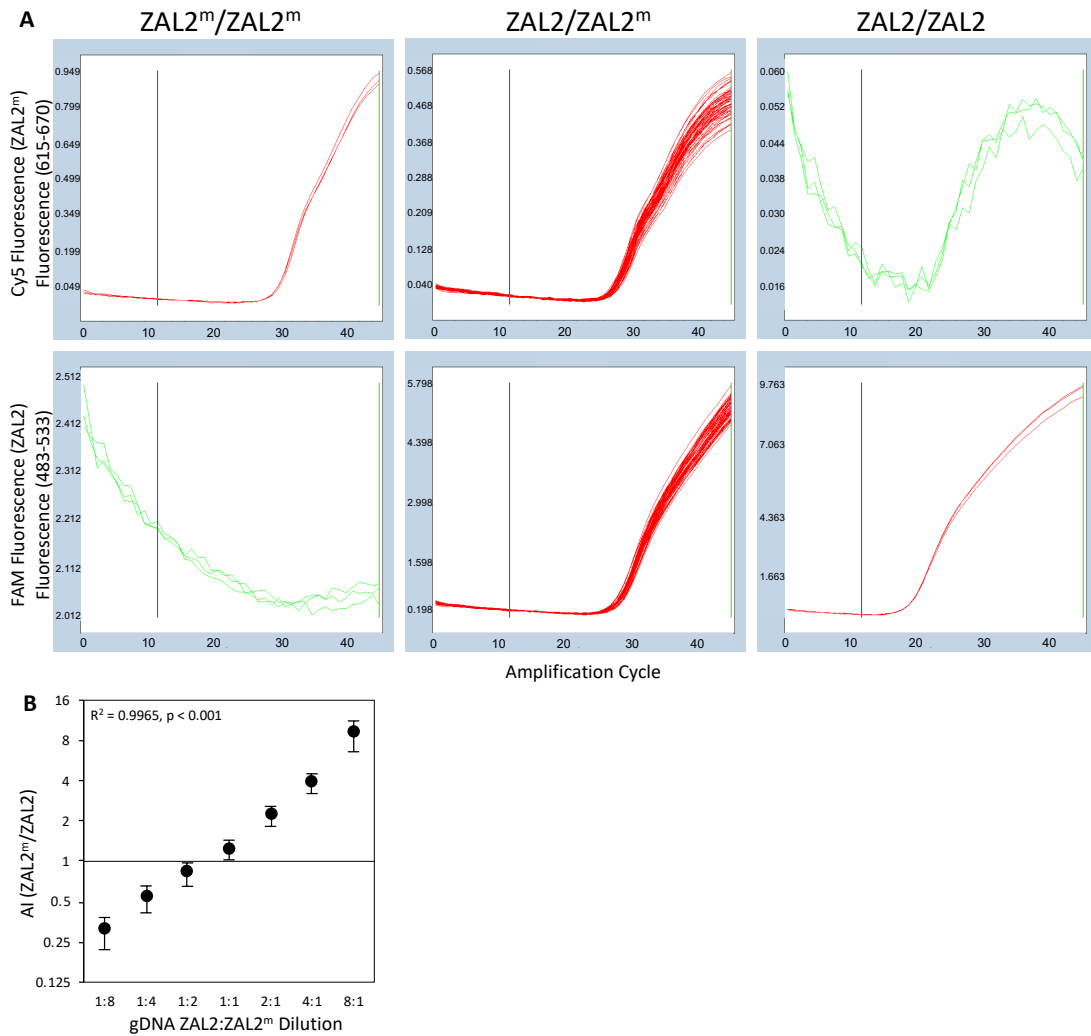 A
ZAL2ᵐ/ZAL2ᵐ
ZAL2/ZAL2ᵐ
ZAL2/ZAL2
Cy5 Fluorescence (ZAL2ᵐ)
Fluorescence (615-670)
0.949
0.799
0.649
0.499
0.349
0.199
0.049
0 10 20 30 40
0.568
0.468
0.368
0.288
0.209
0.128
0.040
0 10 20 30 40
0.060
0.052
0.044
0.038
0.030
0.024
0.016
0 10 20 30 40
FAM Fluorescence (ZAL2)
Fluorescence (483-533)
2.512
2.412
2.312
2.212
2.112
2.012
0 10 20 30 40
5.798
4.398
2.998
1.598
0.198
0 10 20 30 40
9.763
7.063
4.363
1.663
0 10 20 30 40
Amplification Cycle
B
R² = 0.9965, p < 0.001
AI (ZAL2ᵐ/ZAL2)
16
8
4
2
1
0.5
0.25
0.125
1:8 1:4 1:2 1:1 2:1 4:1 8:1
gDNA ZAL2:ZAL2ᵐ Dilution